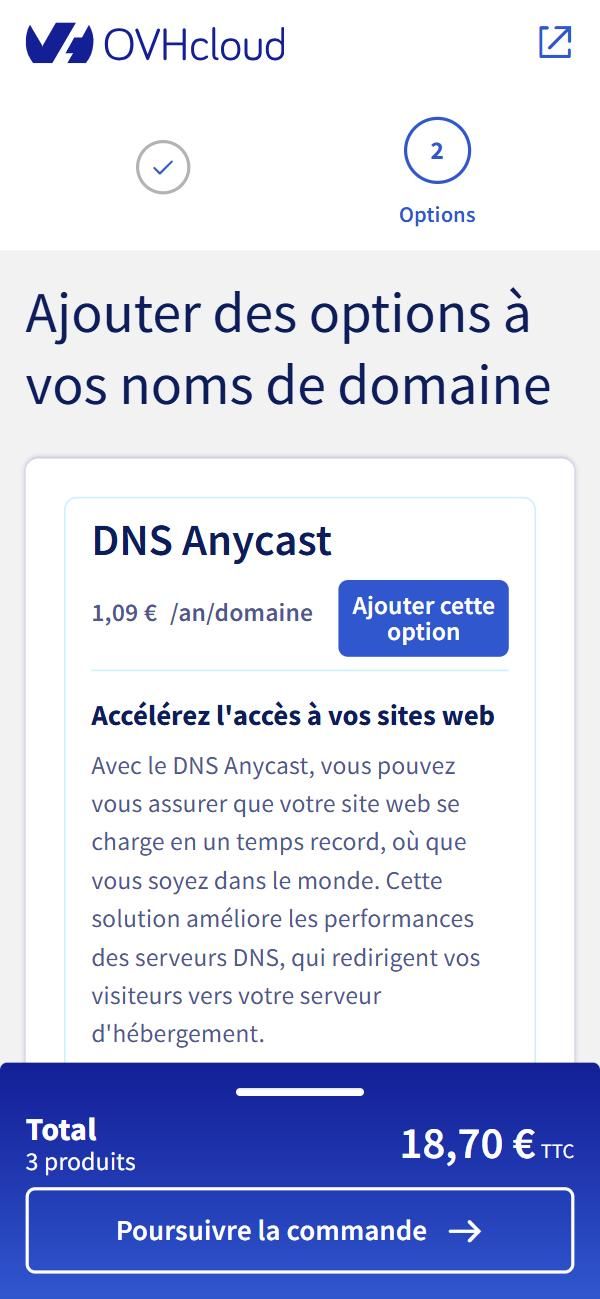 OVHcloud
2
Options
Ajouter des options à
vos noms de domaine
DNS Anycast
1,09 € /an/domaine
Ajouter cette
option
Accélérez l'accès à vos sites web
Avec le DNS Anycast, vous pouvez
vous assurer que votre site web se
charge en un temps record, où que
vous soyez dans le monde. Cette
solution améliore les performances
des serveurs DNS, qui redirigent vos
visiteurs vers votre serveur
d'hébergement.
Total
3 produits
18,70 € TTC
Poursuivre la commande